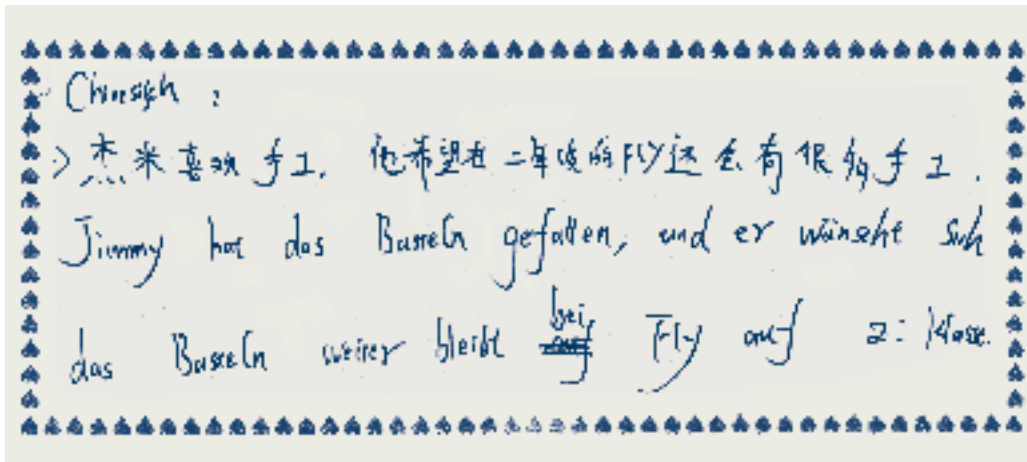 Chinesisch :
> 杰米喜欢手工. 他希望在二年级的FLY还会有很多手工.
Jimmy hat das Basteln gefallen, und er wünscht sich
das Basteln weiter bleibt bei Fly auf 2. Klasse.